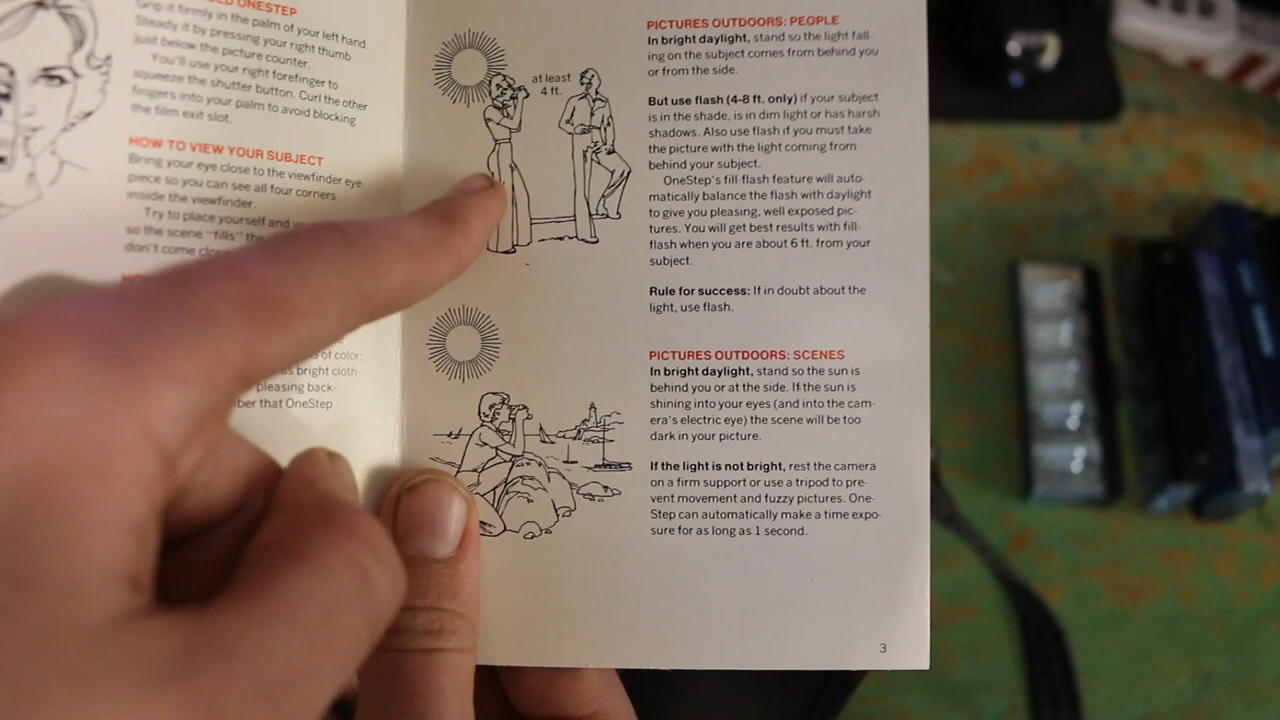 ONESTEP
Grip it firmly in the palm of your left hand.
Steady it by pressing your right thumb
just below the picture counter.
You'll use your right forefinger to
squeeze the shutter button. Curl the other
fingers into your palm to avoid blocking
the film exit slot.
HOW TO VIEW YOUR SUBJECT
Bring your eye close to the viewfinder eye-
piece so you can see all four corners
inside the viewfinder.
Try to place yourself and
so the scene "fills" the
don't come
of color;
as bright cloth-
pleasing back-
that OneStep
at least
4 ft.
PICTURES OUTDOORS: PEOPLE
In bright daylight, stand so the light fall-
ing on the subject comes from behind you
or from the side.
But use flash (4-8 ft. only) if your subject
is in the shade, is in dim light or has harsh
shadows. Also use flash if you must take
the picture with the light coming from
behind your subject.
OneStep's fill-flash feature will auto-
matically balance the flash with daylight
to give you pleasing, well exposed pic-
tures. You will get best results with fill-
flash when you are about 6 ft. from your
subject.
Rule for success: If in doubt about the
light, use flash.
PICTURES OUTDOORS: SCENES
In bright daylight, stand so the sun is
behind you or at the side. If the sun is
shining into your eyes (and into the cam-
era's electric eye) the scene will be too
dark in your picture.
If the light is not bright, rest the camera
on a firm support or use a tripod to pre-
vent movement and fuzzy pictures. One-
Step can automatically make a time expo-
sure for as long as 1 second.
3